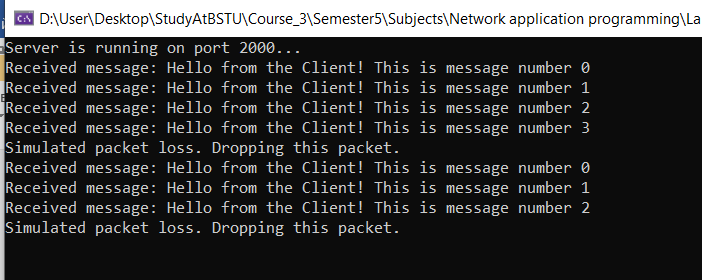 D:\User\Desktop\StudyAtBSTU\Course_3\Semester5\Subjects\Network application programming\La
Server is running on port 2000...
Received message: Hello from the Client! This is message number 0
Received message: Hello from the Client! This is message number 1
Received message: Hello from the Client! This is message number 2
Received message: Hello from the Client! This is message number 3
Simulated packet loss. Dropping this packet.
Received message: Hello from the Client! This is message number 0
Received message: Hello from the Client! This is message number 1
Received message: Hello from the Client! This is message number 2
Simulated packet loss. Dropping this packet.